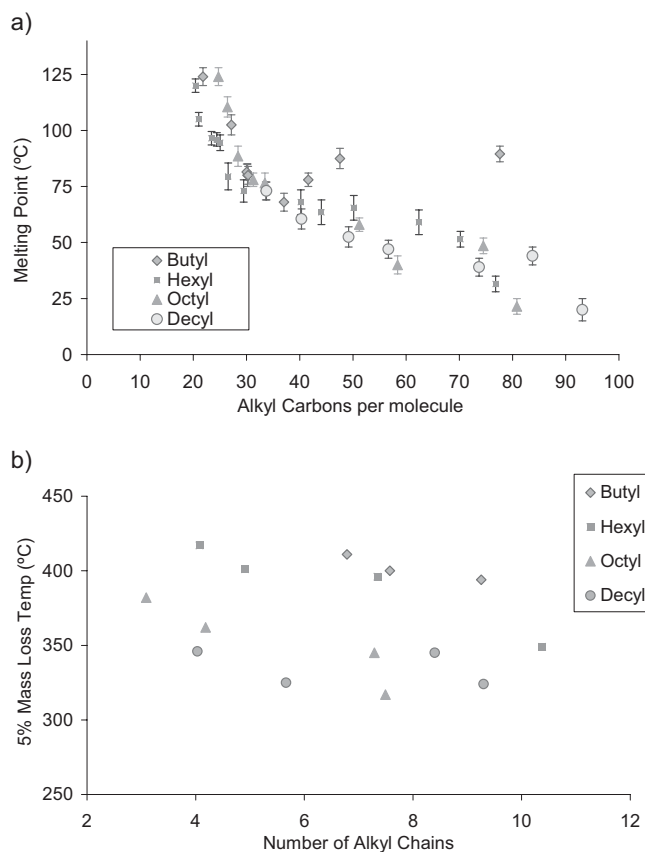 a)
125
100
75
50
25
0
Melting Point (ºC)
Butyl
Hexyl
Octyl
Decyl
0 10 20 30 40 50 60 70 80 90 100
Alkyl Carbons per molecule
b)
450
400
350
300
250
5% Mass Loss Temp (ºC)
Butyl
Hexyl
Octyl
Decyl
2 4 6 8 10 12
Number of Alkyl Chains